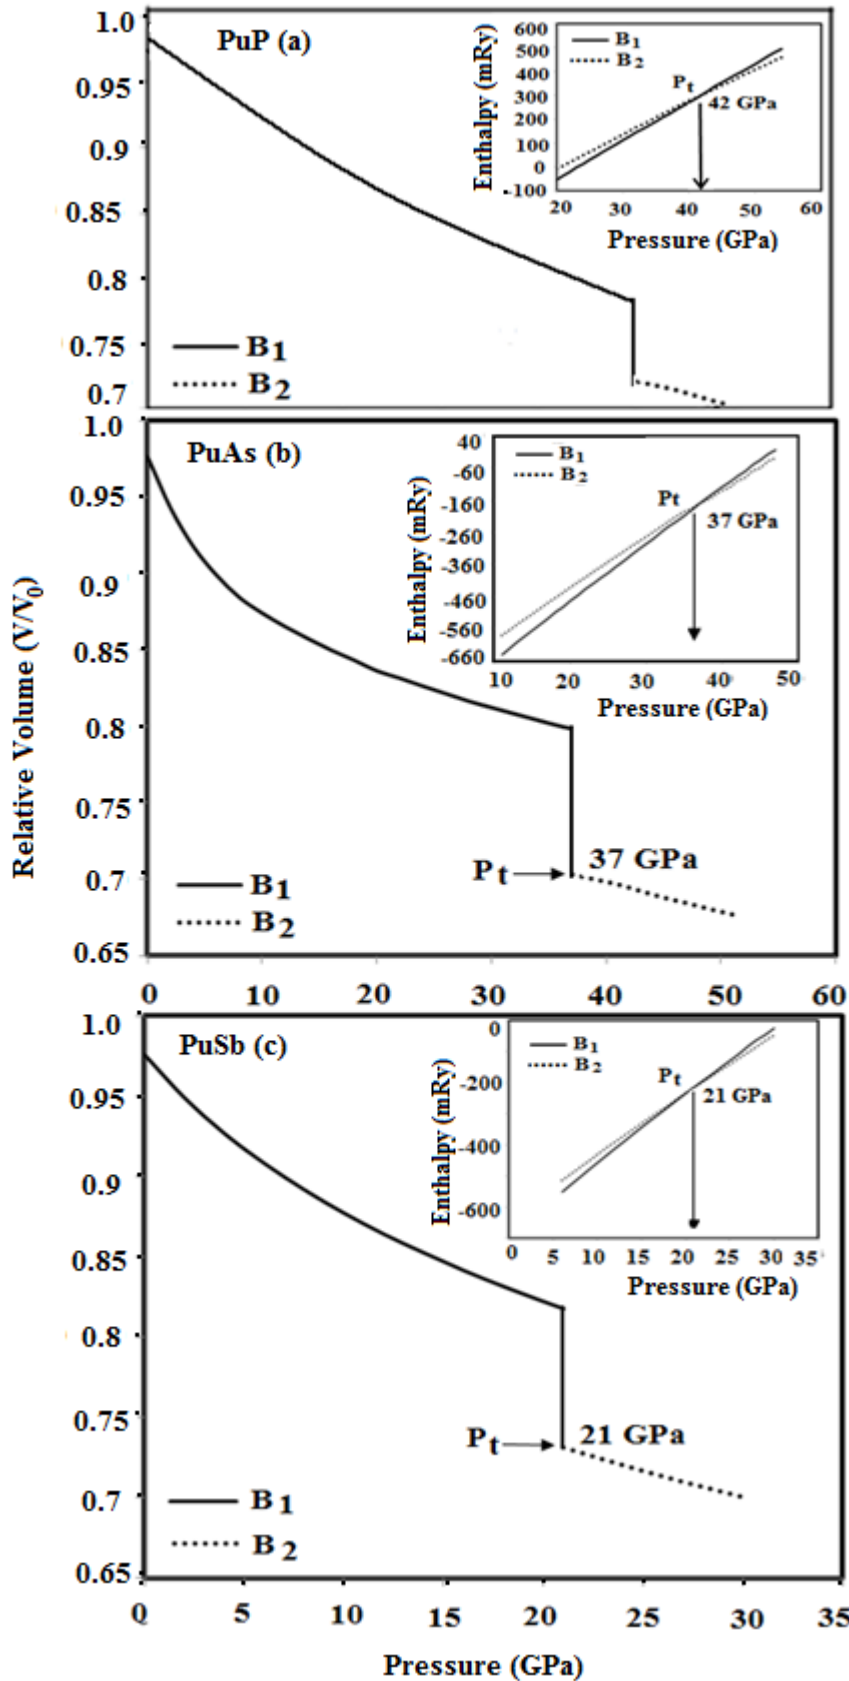 Relative Volume (V/V0)
PuP (a)
1.0
0.95
0.9
0.85
0.8
0.75
0.7
B1
B2
Enthalpy (mRy)
600
500
400
300
200
100
0
-100
B1
B2
Pt
42 GPa
20 30 40 50 60
Pressure (GPa)
PuAs (b)
1.0
0.95
0.9
0.85
0.8
0.75
0.7
0.65
B1
B2
Pt
37 GPa
0 10 20 30 40 50 60
Enthalpy (mRy)
40
-60
-160
-260
-360
-460
-560
-660
B1
B2
Pt
37 GPa
10 20 30 40 50
Pressure (GPa)
PuSb (c)
1.0
0.95
0.9
0.85
0.8
0.75
0.7
0.65
B1
B2
Pt
21 GPa
0 5 10 15 20 25 30 35
Pressure (GPa)
Enthalpy (mRy)
0
-200
-400
-600
B1
B2
Pt
21 GPa
0 5 10 15 20 25 30 35
Pressure (GPa)